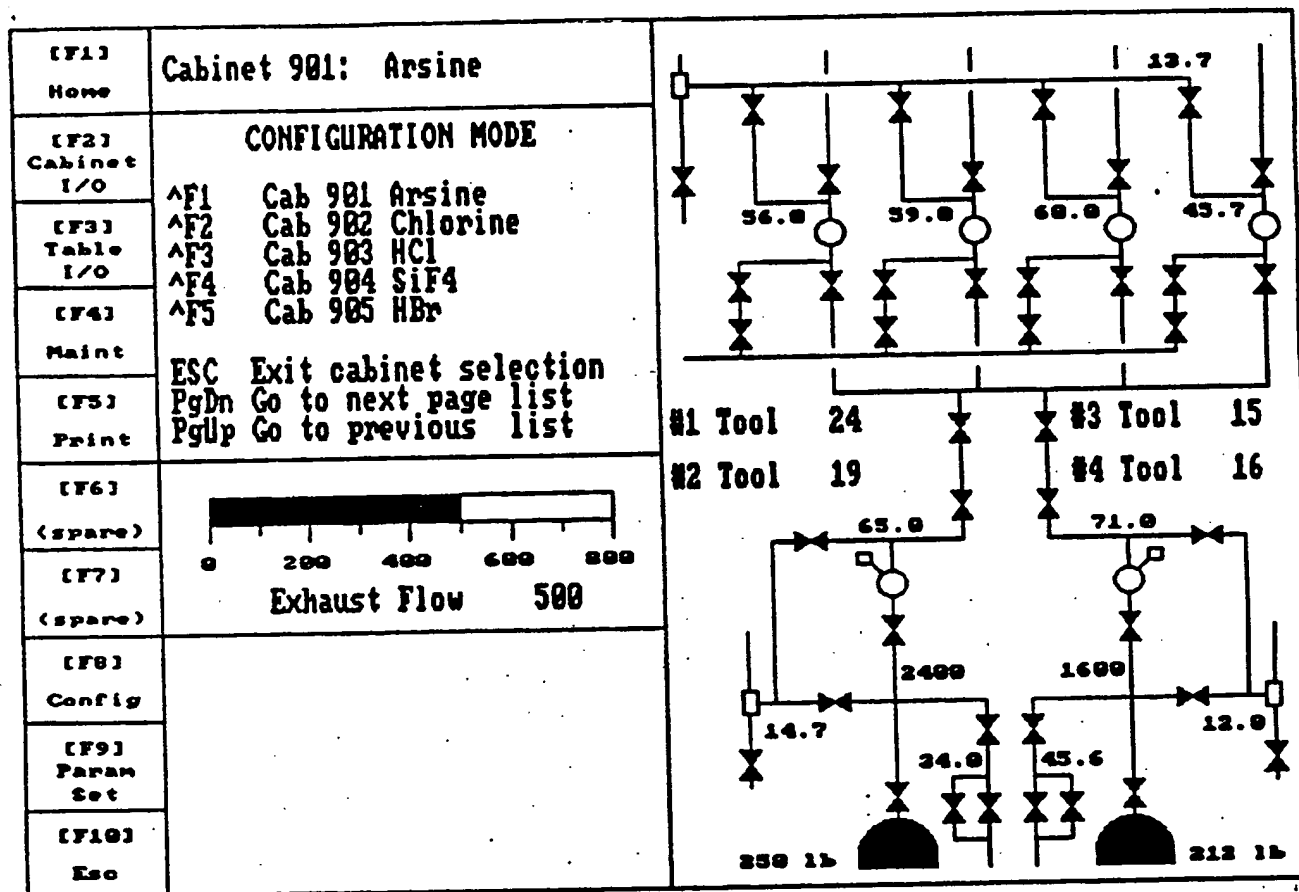 [F1]
Home
[F2]
Cabinet
I/O
[F3]
Table
I/O
[F4]
Maint
[F5]
Print
[F6]
(spare)
[F7]
(spare)
[F8]
Config
[F9]
Param
Set
[F10]
Esc
Cabinet 901: Arsine
CONFIGURATION MODE
^F1 Cab 901 Arsine
^F2 Cab 902 Chlorine
^F3 Cab 903 HCl
^F4 Cab 904 SiF4
^F5 Cab 905 HBr
ESC Exit cabinet selection
PgDn Go to next page list
PgUp Go to previous list
0 200 400 600 800
Exhaust Flow 500
13.7
56.0 59.0 60.0 45.7
#1 Tool 24 #3 Tool 15
#2 Tool 19 #4 Tool 16
65.0 71.0
2400 1600
14.7 12.0
24.0 45.6
250 lb 212 lb